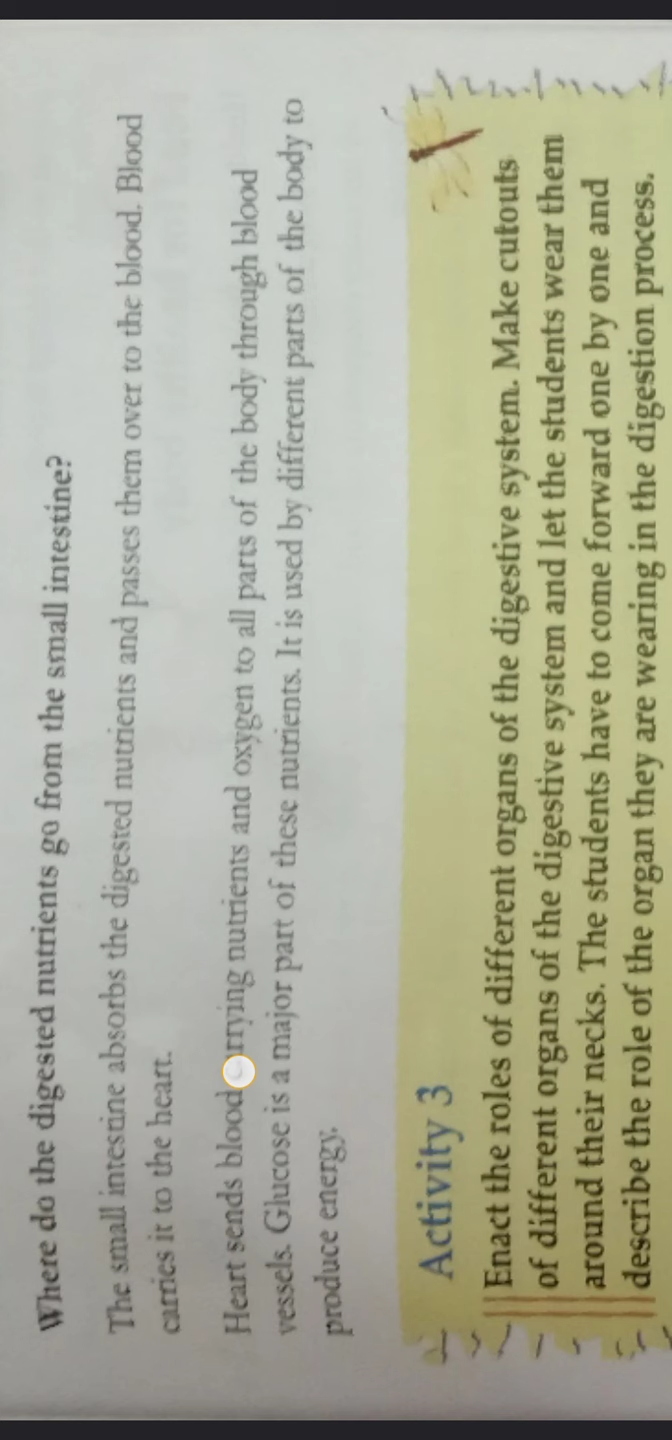 Where do the digested nutrients go from the small intestine?
The small intestine absorbs the digested nutrients and passes them over to the blood. Blood
carries it to the heart.
Heart sends blood carrying nutrients and oxygen to all parts of the body through blood
vessels. Glucose is a major part of these nutrients. It is used by different parts of the body to
produce energy.
Activity 3
Enact the roles of different organs of the digestive system. Make cutouts
of different organs of the digestive system and let the students wear them
around their necks. The students have to come forward one by one and
describe the role of the organ they are wearing in the digestion process.